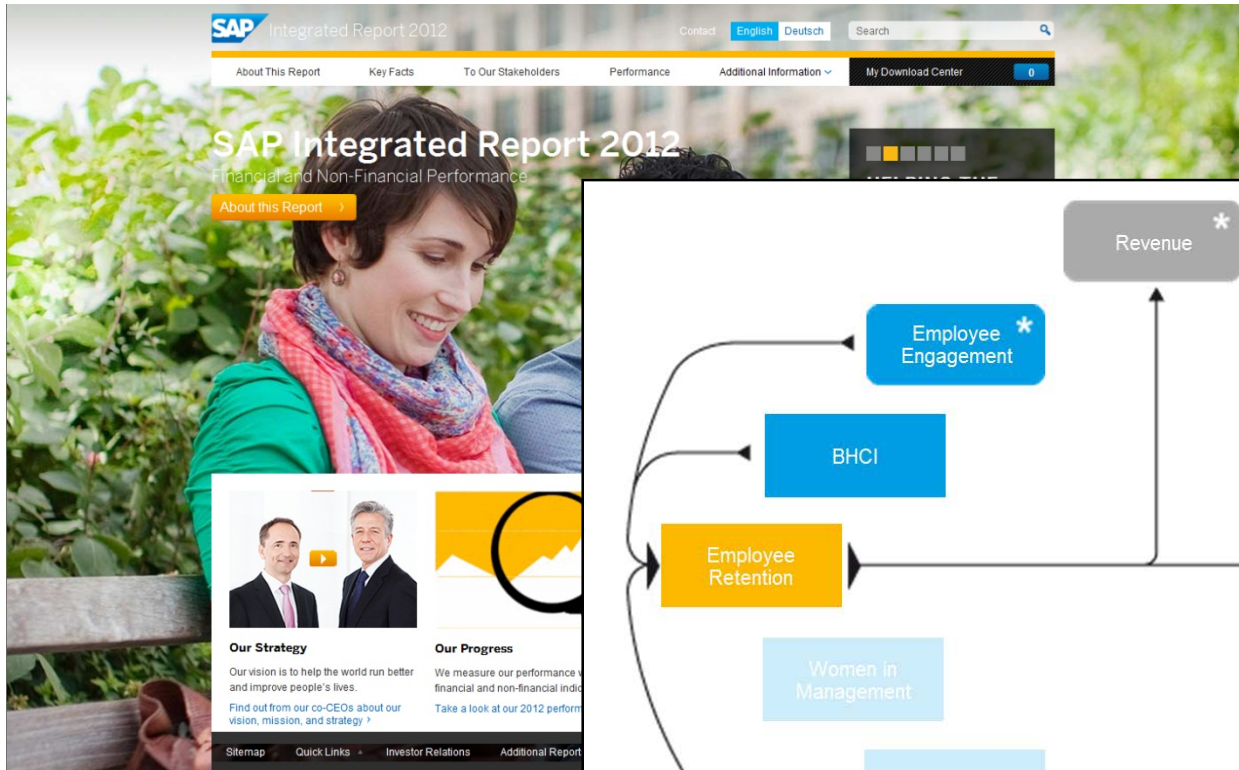 SAP Integrated Report 2012
Contact English Deutsch Search
About This Report Key Facts To Our Stakeholders Performance Additional Information My Download Center 0
SAP Integrated Report 2012
Financial and Non-Financial Performance
About this Report
HELPING THE
Revenue *
Employee *
Engagement
BHCI
Employee
Retention
Women in
Management
Our Strategy
Our vision is to help the world run better
and improve people's lives.
Find out from our co-CEOs about our
vision, mission, and strategy
Our Progress
We measure our performance
financial and non-financial
Take a look at our 2012
Sitemap Quick Links Investor Relations Additional Report